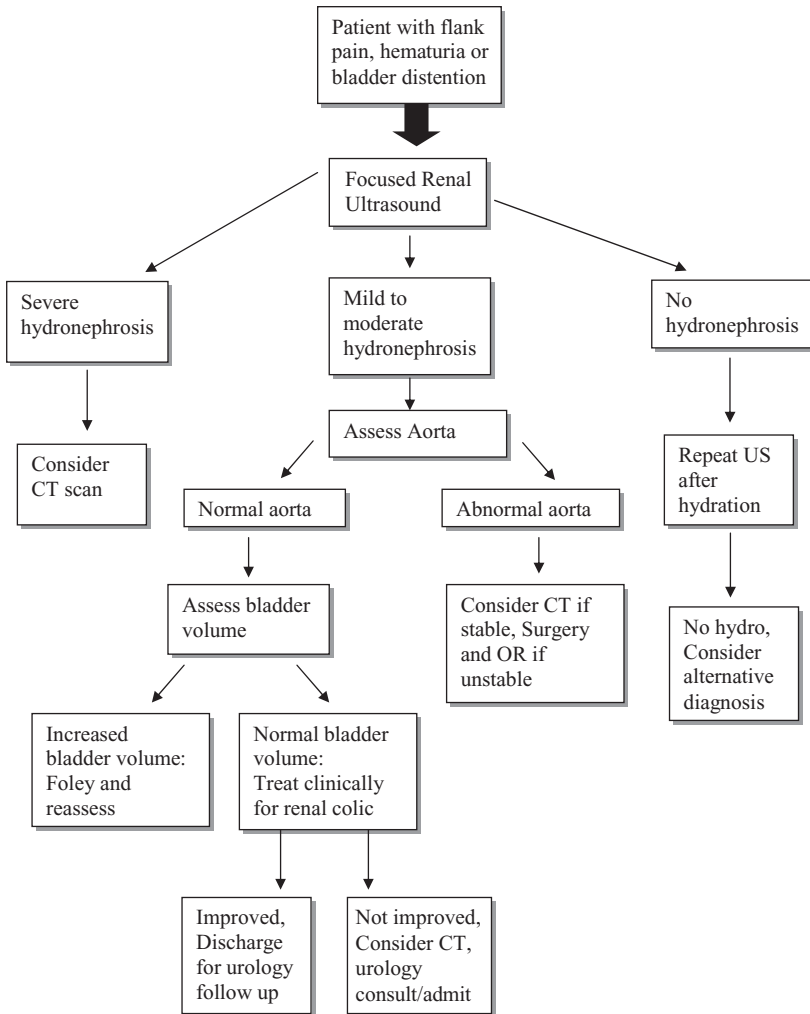 Patient with flank
pain, hematuria or
bladder distention
Focused Renal
Ultrasound
Severe
hydronephrosis
Mild to
moderate
hydronephrosis
No
hydronephrosis
Assess Aorta
Consider
CT scan
Repeat US
after
hydration
Normal aorta
Abnormal aorta
Assess bladder
volume
Consider CT if
stable, Surgery
and OR if
unstable
No hydro,
Consider
alternative
diagnosis
Increased
bladder volume:
Foley and
reassess
Normal bladder
volume:
Treat clinically
for renal colic
Improved,
Discharge
for urology
follow up
Not improved,
Consider CT,
urology
consult/admit